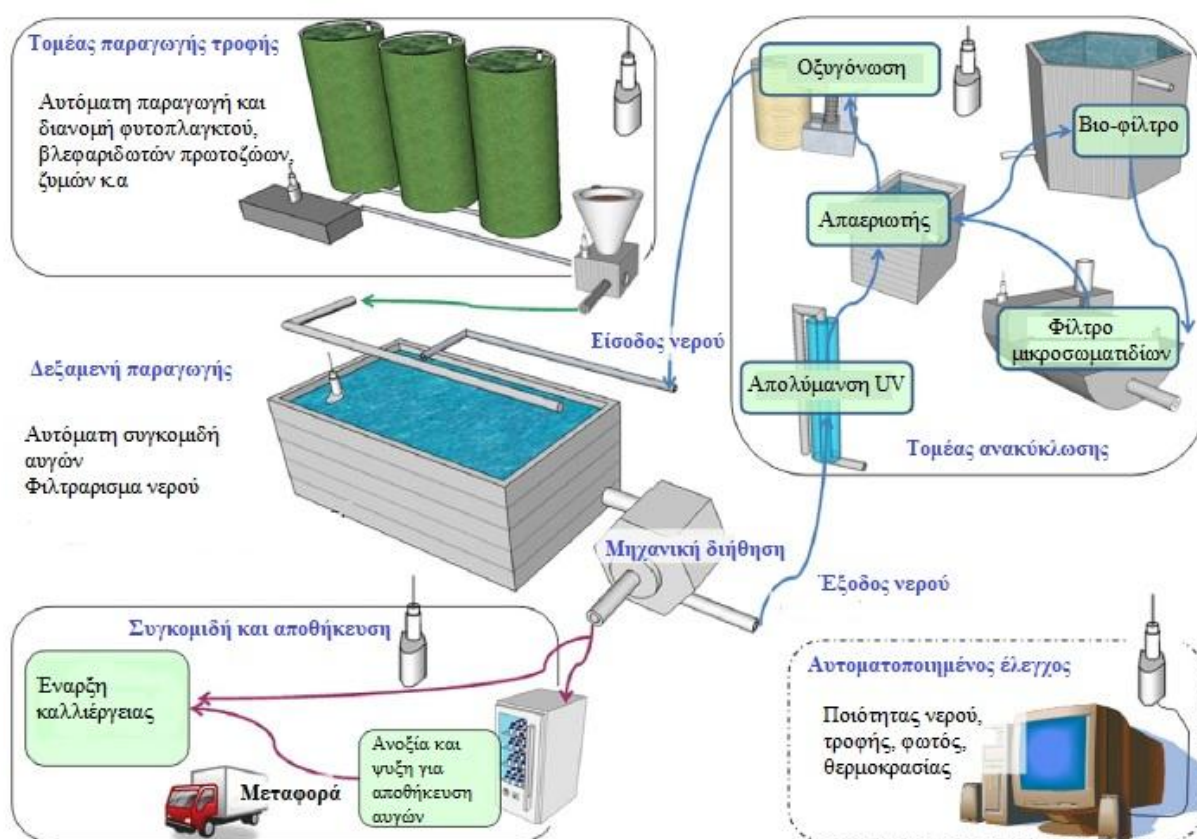 Τομέας παραγωγής τροφής
Αυτόματη παραγωγή και
διανομή φυτοπλαγκτού,
βλεφαριδωτών πρωτοζώων,
ζυμών κ.α
Οξυγόνωση
Βιο-φίλτρο
Απαεριωτής
Φίλτρο
μικροσωματιδίων
Απολύμανση UV
Τομέας ανακύκλωσης
Είσοδος νερού
Δεξαμενή παραγωγής
Αυτόματη συγκομιδή
αυγών
Φιλτραρισμα νερού
Μηχανική διήθηση
Έξοδος νερού
Συγκομιδή και αποθήκευση
Έναρξη
καλλιέργειας
Ανοξία και
ψυξη για
αποθήκευση
αυγών
Μεταφορά
Αυτοματοποιημένος έλεγχος
Ποιότητας νερού,
τροφής, φωτός,
θερμοκρασίας